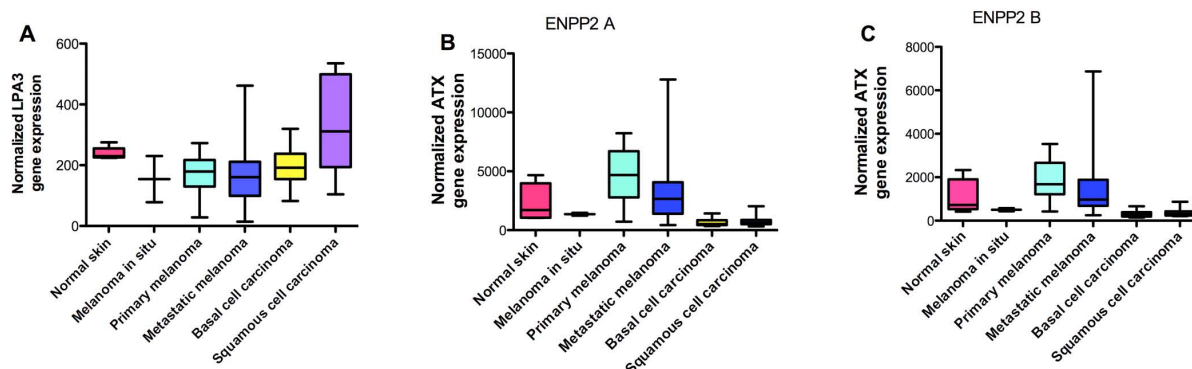 A
Normalized LPA3
gene expression
600
400
200
0
Normal skin
Melanoma in situ
Primary melanoma
Metastatic melanoma
Basal cell carcinoma
Squamous cell carcinoma
ENPP2 A
B
Normalized ATX
gene expression
15000
10000
5000
0
Normal skin
Melanoma in situ
Primary melanoma
Metastatic melanoma
Basal cell carcinoma
Squamous cell carcinoma
ENPP2 B
C
Normalized ATX
gene expression
8000
6000
4000
2000
0
Normal skin
Melanoma in situ
Primary melanoma
Metastatic melanoma
Basal cell carcinoma
Squamous cell carcinoma